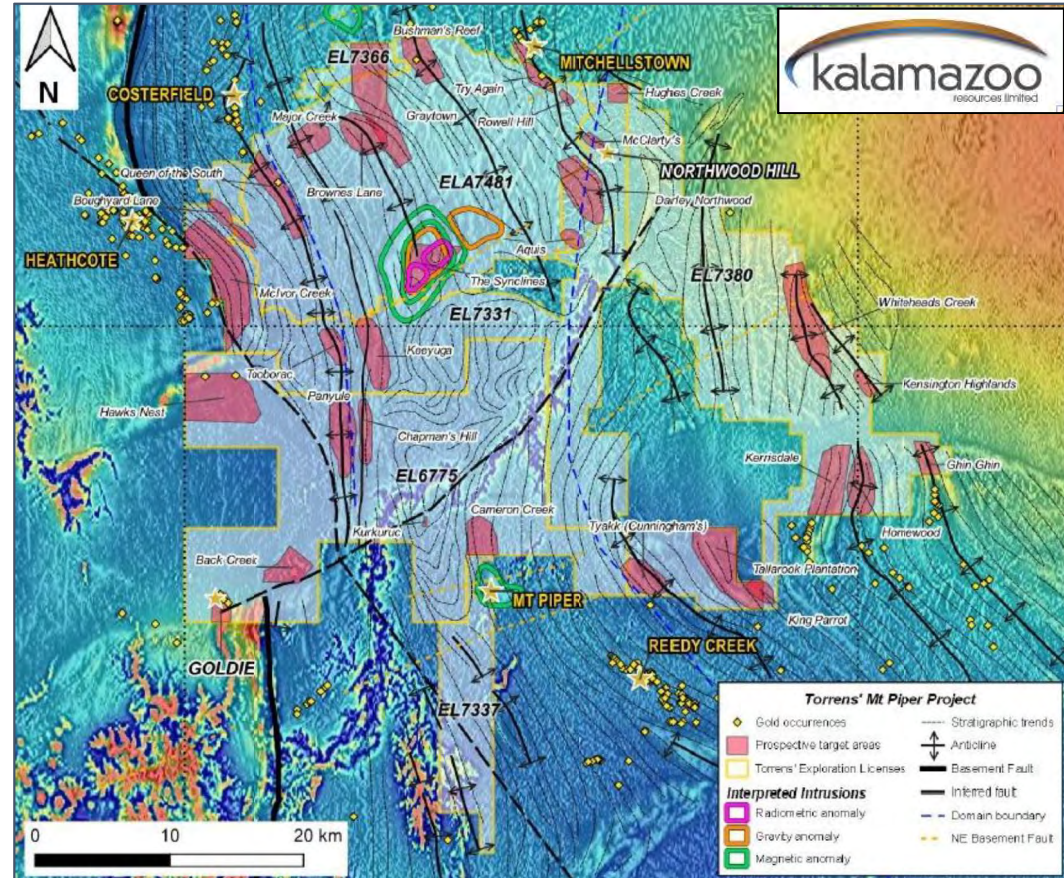 N
kalamazoo
resources limited
Bushman's Reef
EL7366
MITCHELLSTOWN
COSTERFIELD
Try Again
Hughes Creek
Major Creek
Graytown
Rowell Hill
McClarty's
Queen of the South
ELA7481
NORTHWOOD HILL
Boughyard Lane
Brownes Lane
Darley Northwood
HEATHCOTE
Aquis
The Synclines
EL7380
McIvor Creek
EL7331
Whiteheads Creek
Keeyuga
Tooborac
Panyule
Kensington Highlands
Hawks Nest
Chapman's Hill
Kerrisdale
Ghin Ghin
EL6775
Cameron Creek
Homewood
Kurkuruc
Tyakk (Cunningham's)
Back Creek
Tallarook Plantation
MT PIPER
King Parrot
REEDY CREEK
GOLDIE
EL7337
Torrens' Mt Piper Project
Gold occurrences
Stratigraphic trends
Prospective target areas
Anticline
Torrens' Exploration Licenses
Basement Fault
Interpreted Intrusions
Inferred fault
Radiometric anomaly
Domain boundary
Gravity anomaly
NE Basement Fault
Magnetic anomaly
0 10 20 km